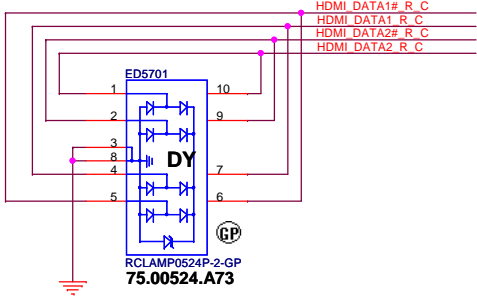 HDMI_DATA1#_R_C
HDMI_DATA1_R_C
HDMI_DATA2#_R_C
HDMI_DATA2_R_C
ED5701
1 10
2 9
3
8 DY
4 7
5 6
GP
RCLAMP0524P-2-GP
75.00524.A73